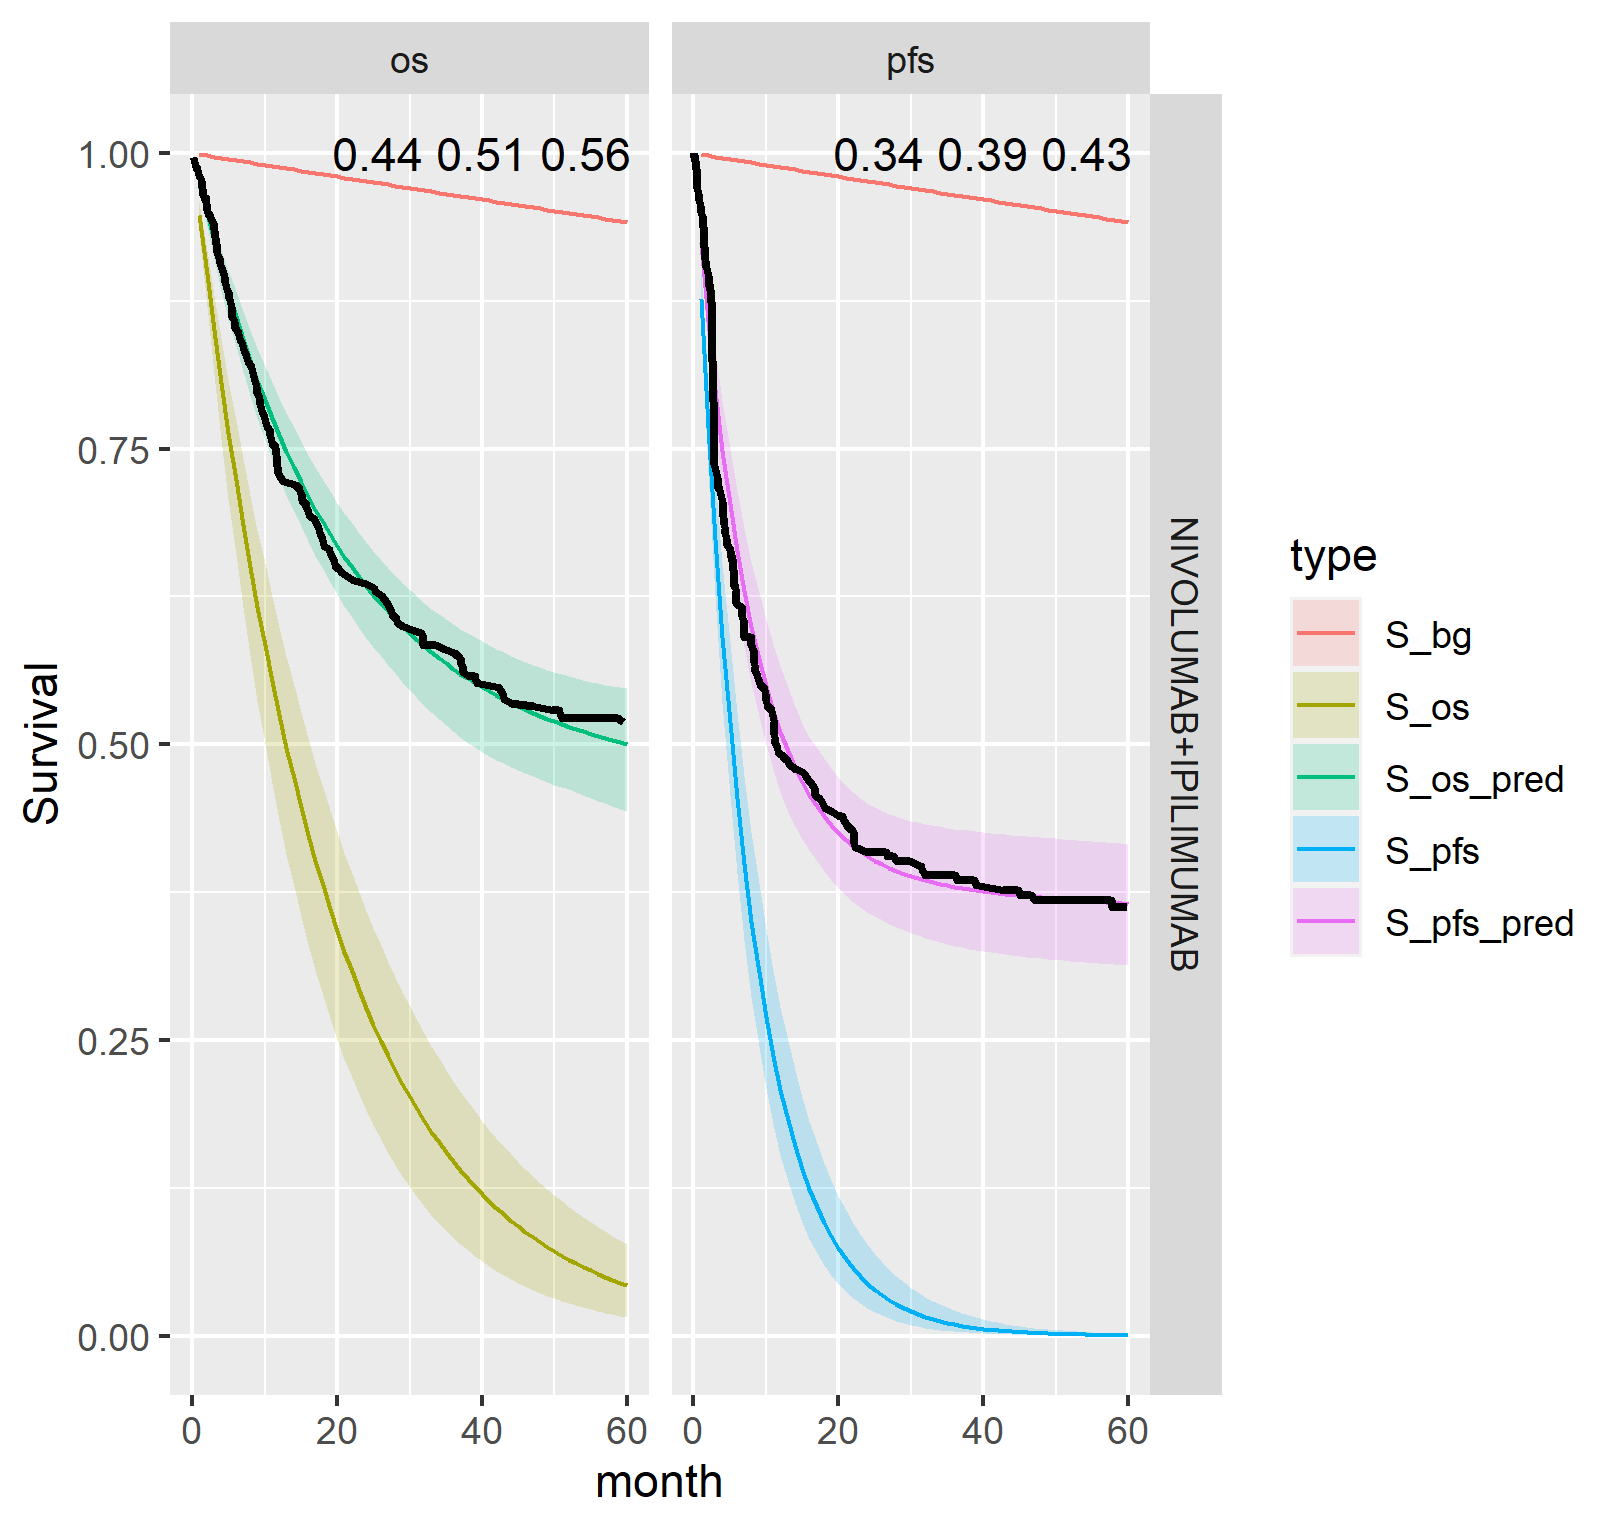 os
pfs
0.44 0.51 0.56
0.34 0.39 0.43
1.00
0.75
0.50
0.25
0.00
Survival
0
20
40
60
0
20
40
60
month
NIVOLUMAB+IPILIMUMAB
type
S_bg
S_os
S_os_pred
S_pfs
S_pfs_pred